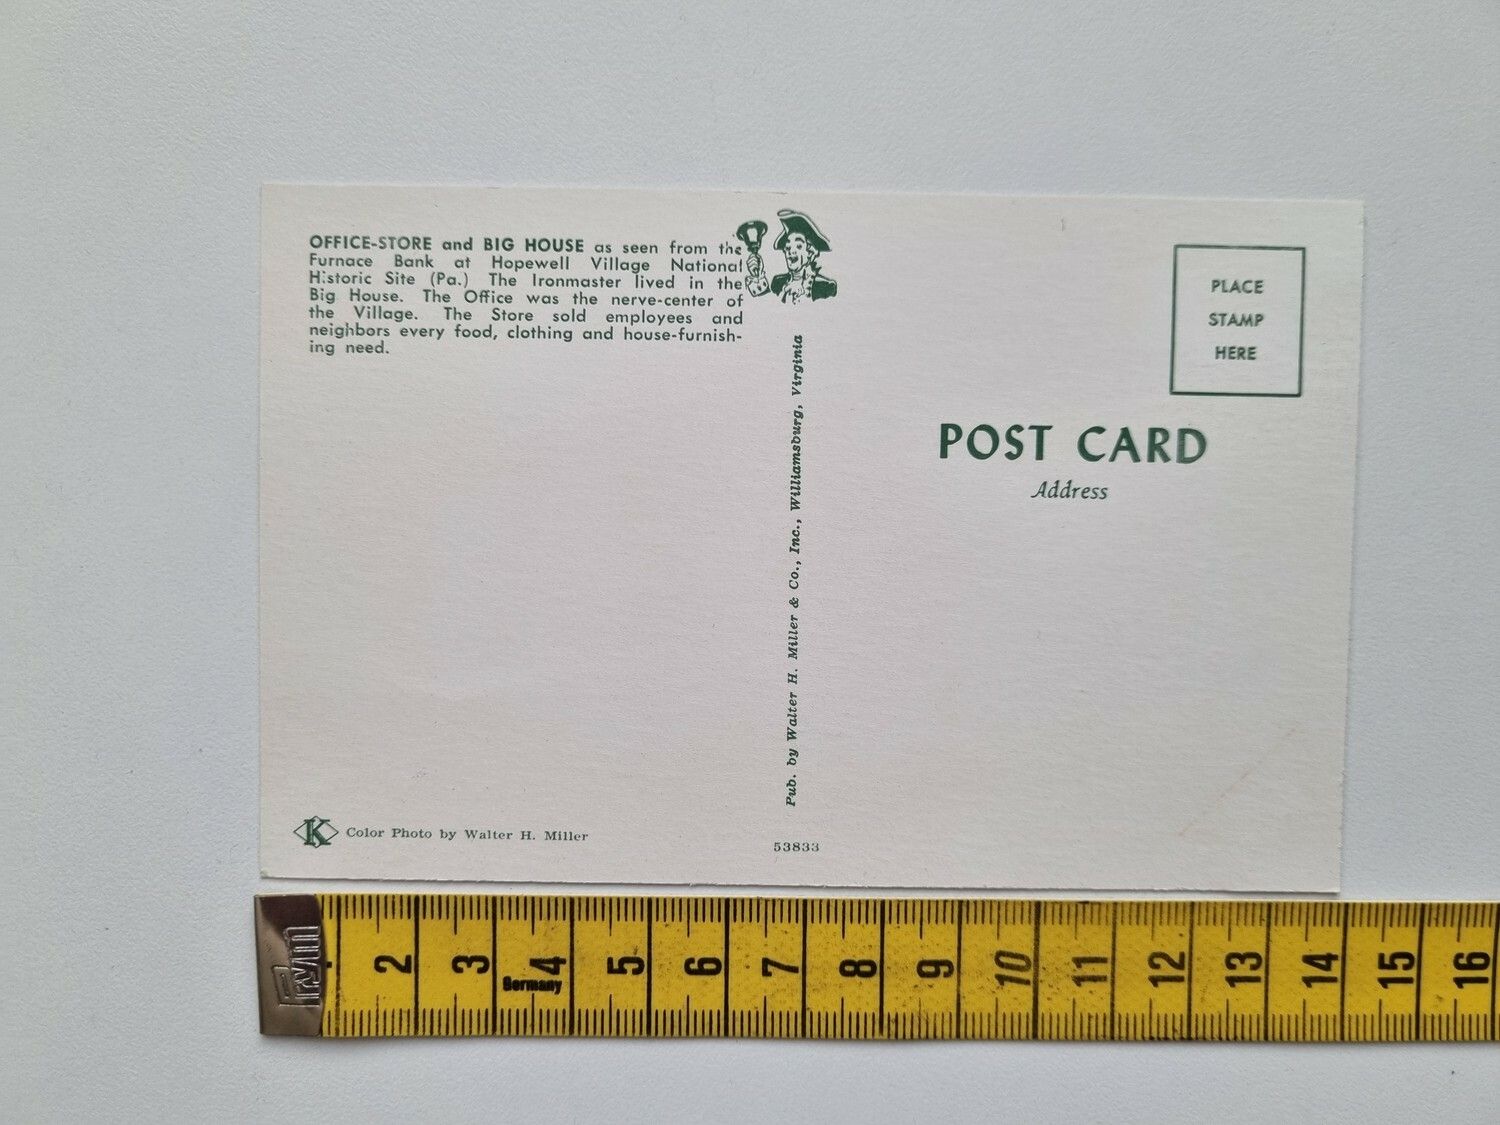 OFFICE-STORE and BIG HOUSE as seen from the
Furnace Bank at Hopewell Village National
Historic Site (Pa.) The Ironmaster lived in the
Big House. The Office was the nerve-center of
the Village. The Store sold employees and
neighbors every food, clothing and house-furnish-
ing need.
PLACE
STAMP
HERE
POST CARD
Address
Pub. by Walter H. Miller & Co., Inc., Williamsburg, Virginia
K
Color Photo by Walter H. Miller
53833
Prym
2 3 4 5 6 7 8 9 10 11 12 13 14 15 16
Germany